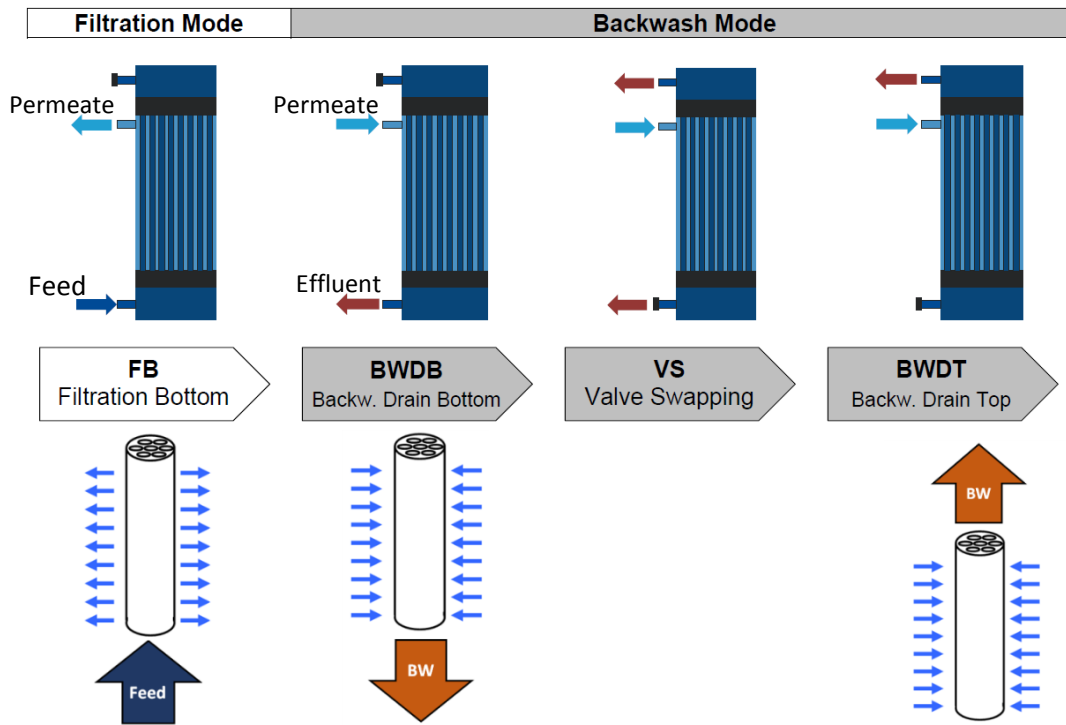 Filtration Mode
Backwash Mode
Permeate
Permeate
Feed
Effluent
FB
Filtration Bottom
BWDB
Backw. Drain Bottom
VS
Valve Swapping
BWDT
Backw. Drain Top
BW
Feed
BW